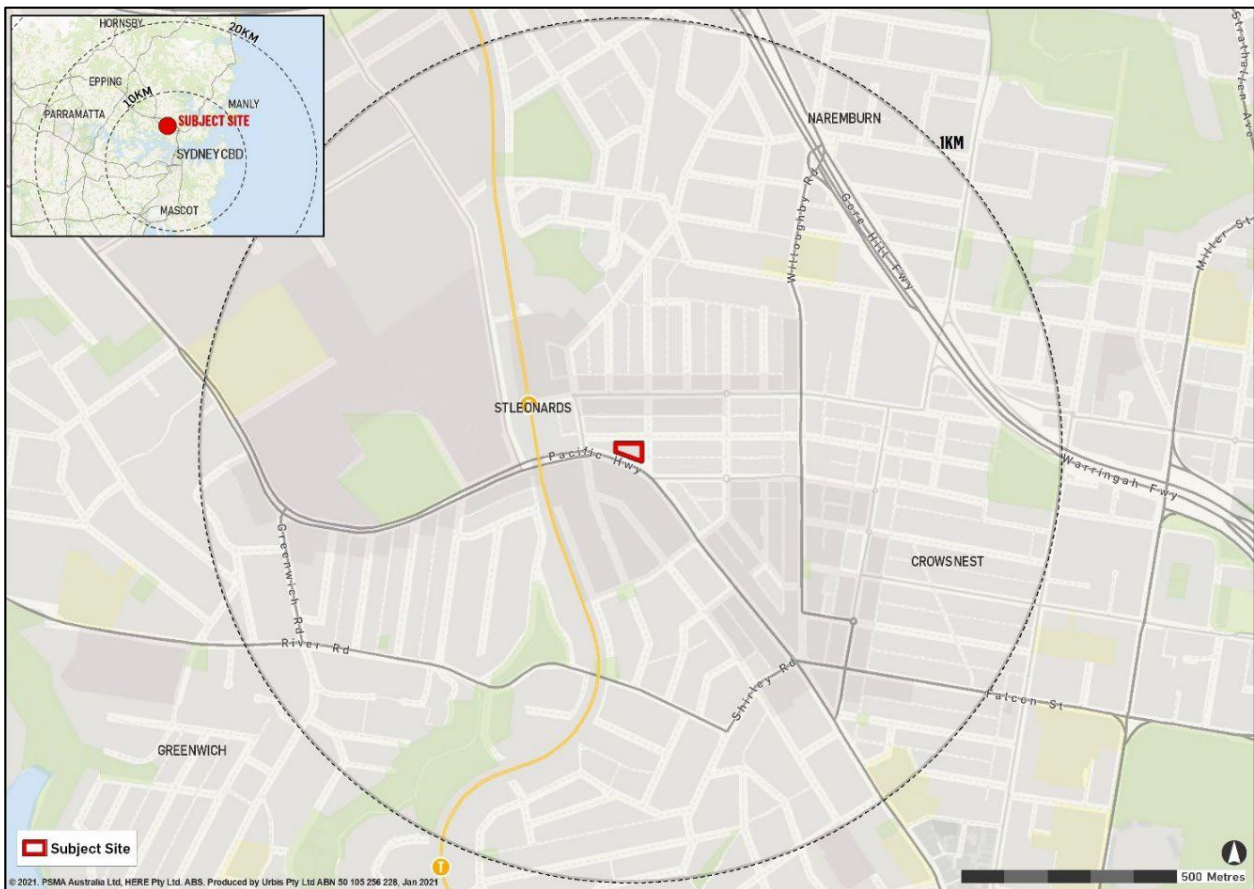 HORNSBY
20KM
EPPING
10KM
MANLY
PARRAMATTA
SUBJECT SITE
SYDNEY CBD
MASCOT
Strathallen Ave
NAREMBURN
1KM
Willoughby Rd
Gore Hill Fwy
Miller St
ST LEONARDS
Pacific Hwy
Warringah Fwy
Greenwich Rd
CROWS NEST
River Rd
Shirley Rd
Falcon St
GREENWICH
Subject Site
T
© 2021. PSMA Australia Ltd, HERE Pty Ltd. ABS. Produced by Urbis Pty Ltd ABN 50 105 256 228, Jan 2021
500 Metres